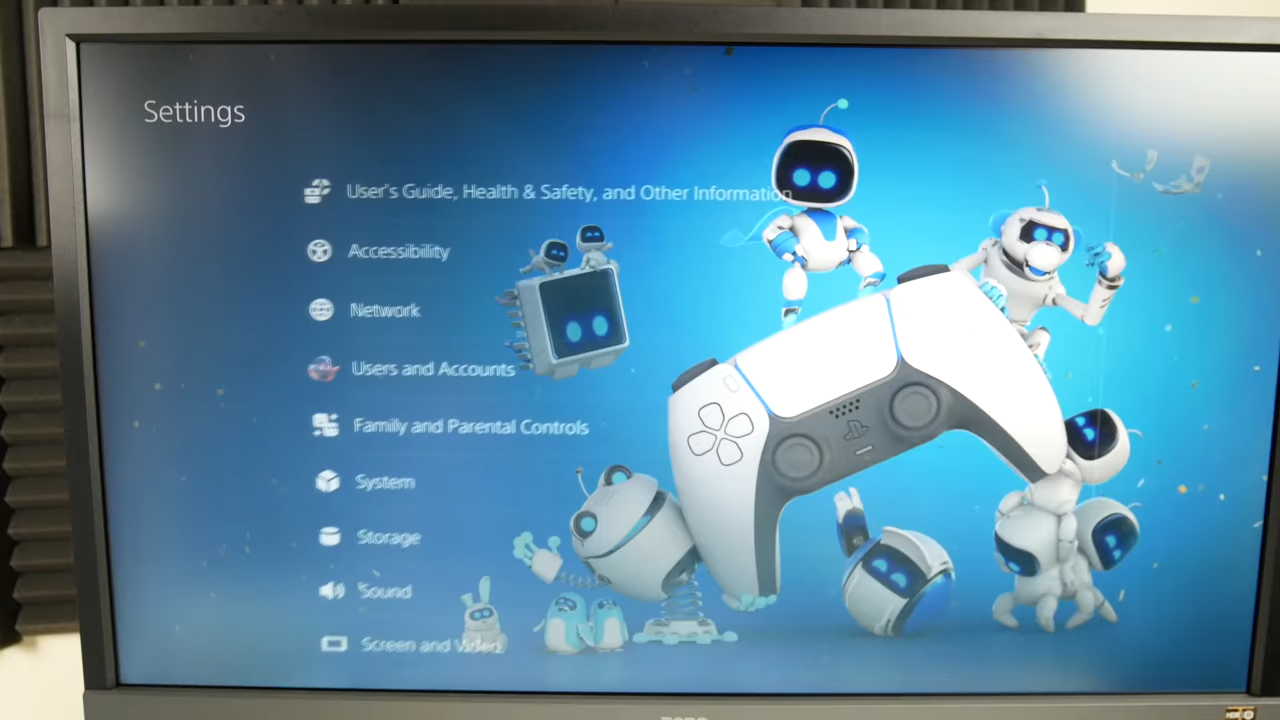 Settings
User's Guide, Health & Safety, and Other Information
Accessibility
Network
Users and Accounts
Family and Parental Controls
System
Storage
Sound
Screen and Video